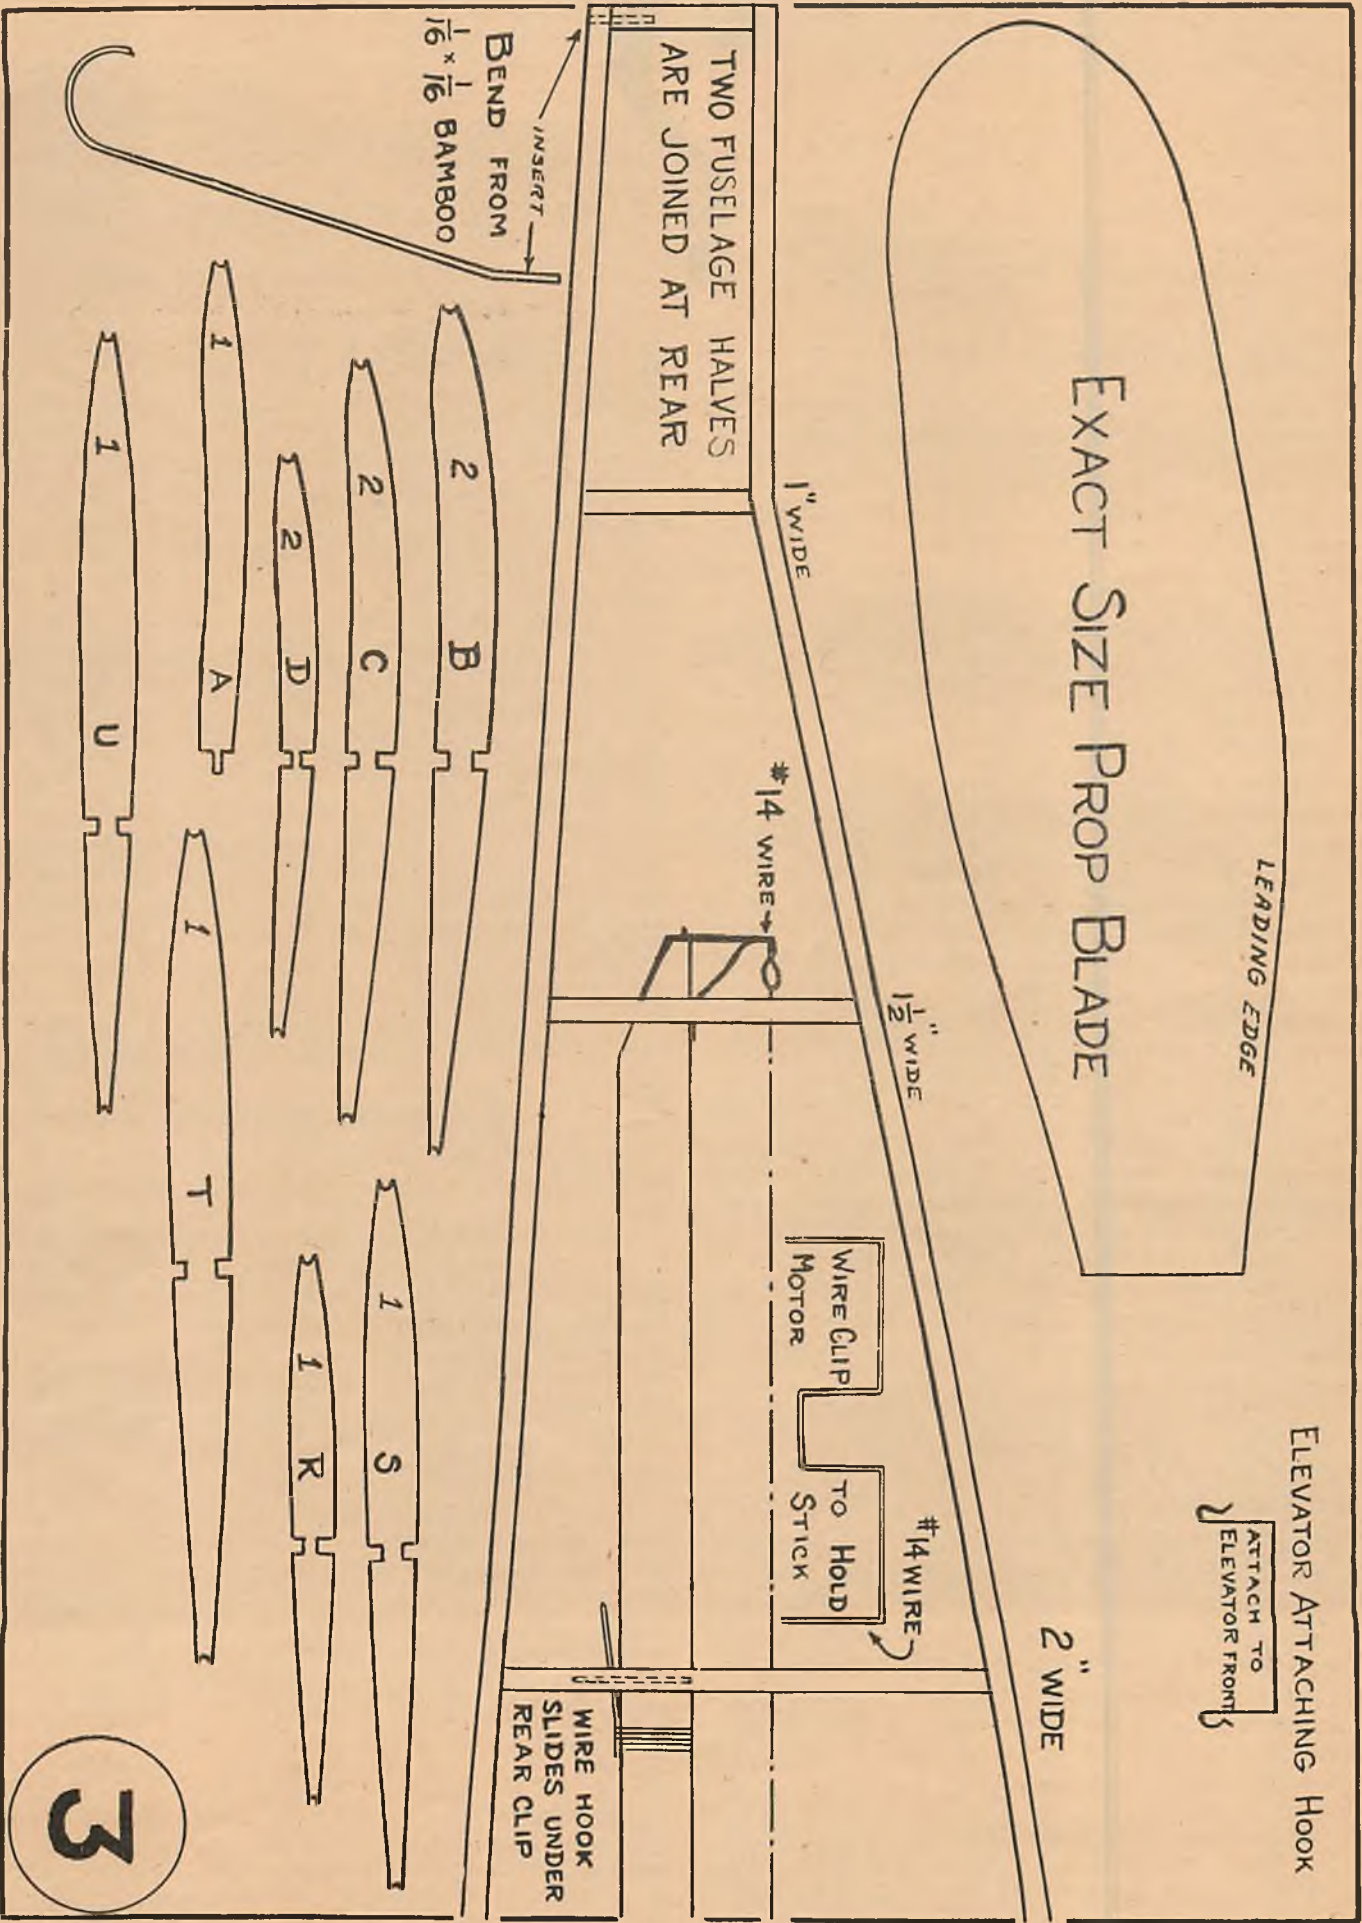 ELEVATOR ATTACHING HOOK
ATTACH TO
ELEVATOR FRONT
LEADING EDGE
EXACT SIZE PROP BLADE
2" WIDE
1" WIDE
1 1/2" WIDE
#14 WIRE
TWO FUSELAGE HALVES
ARE JOINED AT REAR
#14 WIRE
WIRE CLIP TO HOLD
MOTOR STICK
INSERT
BEND FROM
1/16 x 1/16 BAMBOO
WIRE HOOK
SLIDES UNDER
REAR CLIP
2 B
2 C
2 D
1 A
1 U
1 T
1 S
1 R
3